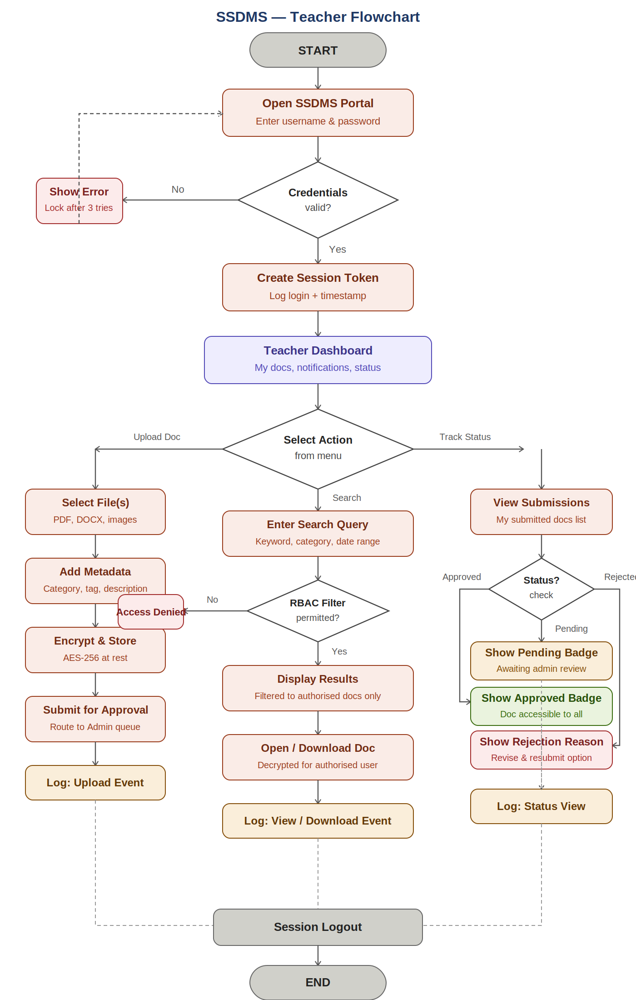 SSDMS — Teacher Flowchart
START
Open SSDMS Portal
Enter username & password
No
Show Error
Lock after 3 tries
Credentials
valid?
Yes
Create Session Token
Log login + timestamp
Teacher Dashboard
My docs, notifications, status
Upload Doc
Select Action
from menu
Track Status
Search
Select File(s)
PDF, DOCX, images
Add Metadata
Category, tag, description
Access Denied
Encrypt & Store
AES-256 at rest
Submit for Approval
Route to Admin queue
Log: Upload Event
Enter Search Query
Keyword, category, date range
No
RBAC Filter
permitted?
Yes
Display Results
Filtered to authorised docs only
Open / Download Doc
Decrypted for authorised user
Log: View / Download Event
View Submissions
My submitted docs list
Approved
Status?
check
Rejected
Pending
Show Pending Badge
Awaiting admin review
Show Approved Badge
Doc accessible to all
Show Rejection Reason
Revise & resubmit option
Log: Status View
Session Logout
END